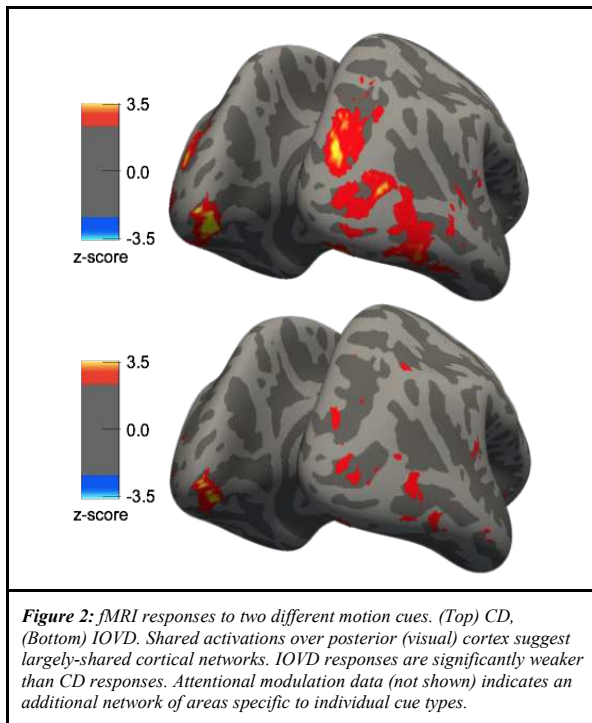 3.5
0.0
-3.5
z-score
3.5
0.0
-3.5
z-score
Figure 2: fMRI responses to two different motion cues. (Top) CD,
(Bottom) IOVD. Shared activations over posterior (visual) cortex suggest
largely-shared cortical networks. IOVD responses are significantly weaker
than CD responses. Attentional modulation data (not shown) indicates an
additional network of areas specific to individual cue types.